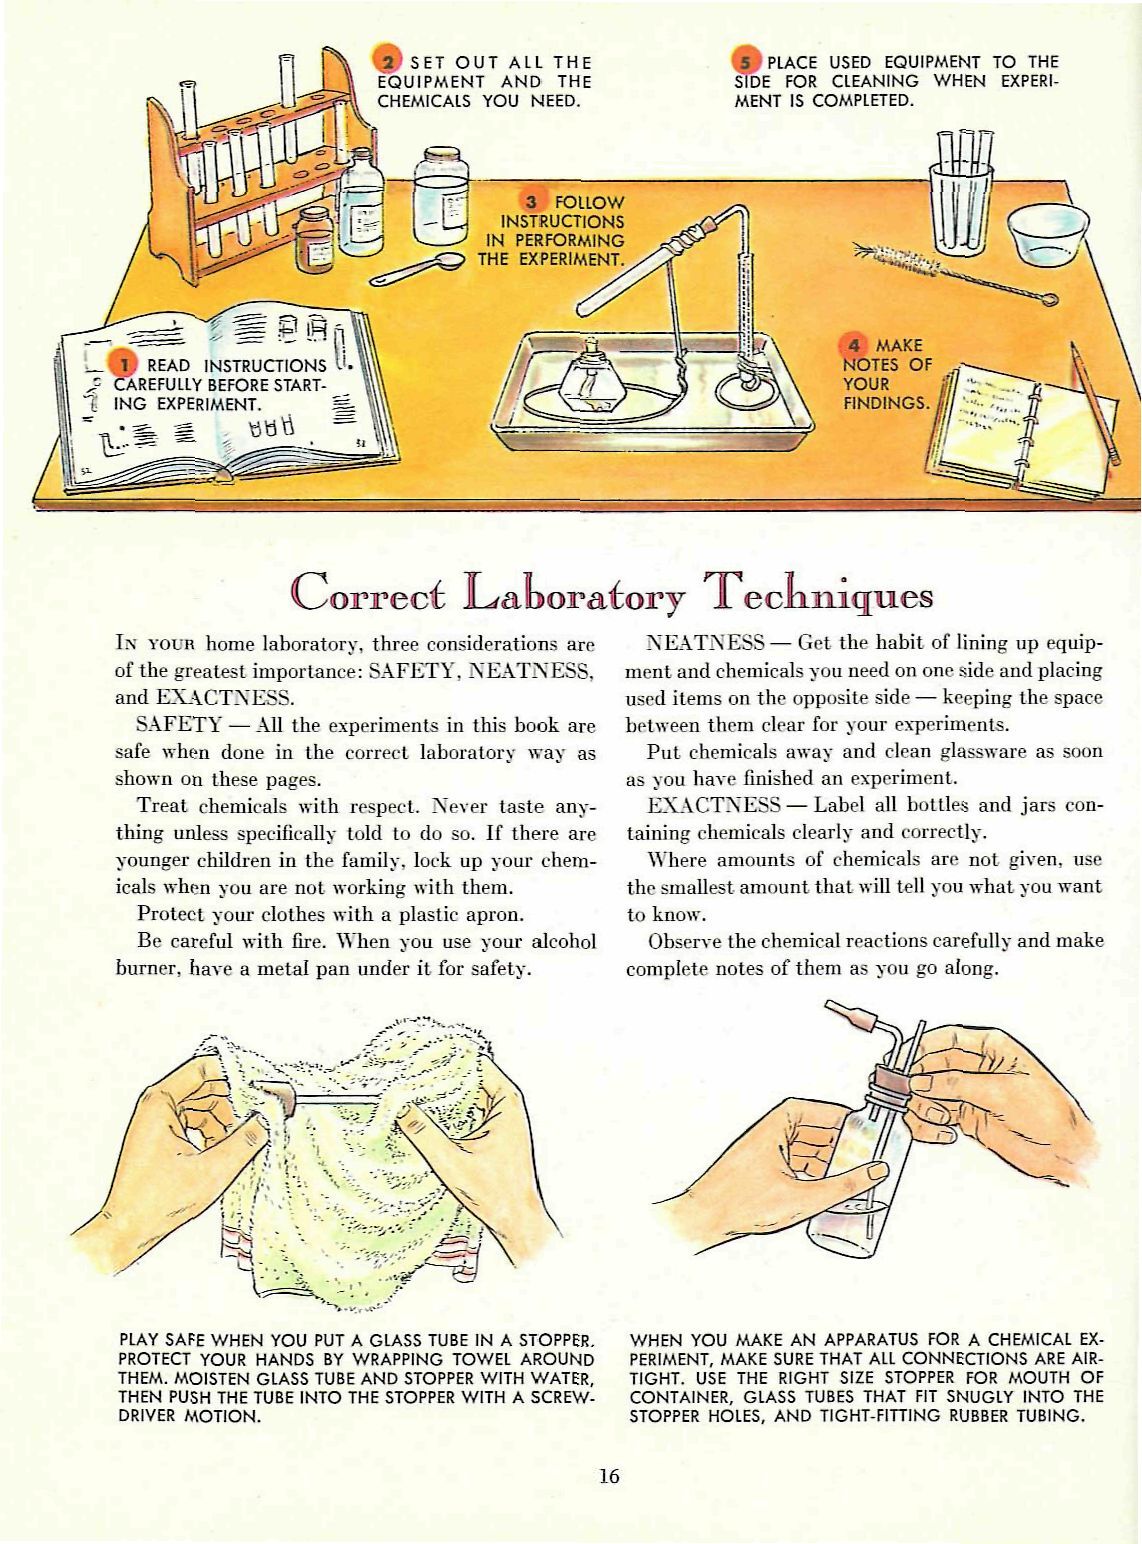 2 SET OUT ALL THE
EQUIPMENT AND THE
CHEMICALS YOU NEED.
5 PLACE USED EQUIPMENT TO THE
SIDE FOR CLEANING WHEN EXPERI-
MENT IS COMPLETED.
3 FOLLOW
INSTRUCTIONS
IN PERFORMING
THE EXPERIMENT.
1 READ INSTRUCTIONS
CAREFULLY BEFORE START-
ING EXPERIMENT.
52
4 MAKE
NOTES OF
YOUR
FINDINGS.
Correct Laboratory Techniques
IN YOUR home laboratory, three considerations are
of the greatest importance: SAFETY, NEATNESS,
and EXACTNESS.
SAFETY — All the experiments in this book are
safe when done in the correct laboratory way as
shown on these pages.
Treat chemicals with respect. Never taste any-
thing unless specifically told to do so. If there are
younger children in the family, lock up your chem-
icals when you are not working with them.
Protect your clothes with a plastic apron.
Be careful with fire. When you use your alcohol
burner, have a metal pan under it for safety.
NEATNESS — Get the habit of lining up equip-
ment and chemicals you need on one side and placing
used items on the opposite side — keeping the space
between them clear for your experiments.
Put chemicals away and clean glassware as soon
as you have finished an experiment.
EXACTNESS — Label all bottles and jars con-
taining chemicals clearly and correctly.
Where amounts of chemicals are not given, use
the smallest amount that will tell you what you want
to know.
Observe the chemical reactions carefully and make
complete notes of them as you go along.
PLAY SAFE WHEN YOU PUT A GLASS TUBE IN A STOPPER.
PROTECT YOUR HANDS BY WRAPPING TOWEL AROUND
THEM. MOISTEN GLASS TUBE AND STOPPER WITH WATER,
THEN PUSH THE TUBE INTO THE STOPPER WITH A SCREW-
DRIVER MOTION.
WHEN YOU MAKE AN APPARATUS FOR A CHEMICAL EX-
PERIMENT, MAKE SURE THAT ALL CONNECTIONS ARE AIR-
TIGHT. USE THE RIGHT SIZE STOPPER FOR MOUTH OF
CONTAINER, GLASS TUBES THAT FIT SNUGLY INTO THE
STOPPER HOLES, AND TIGHT-FITTING RUBBER TUBING.
16